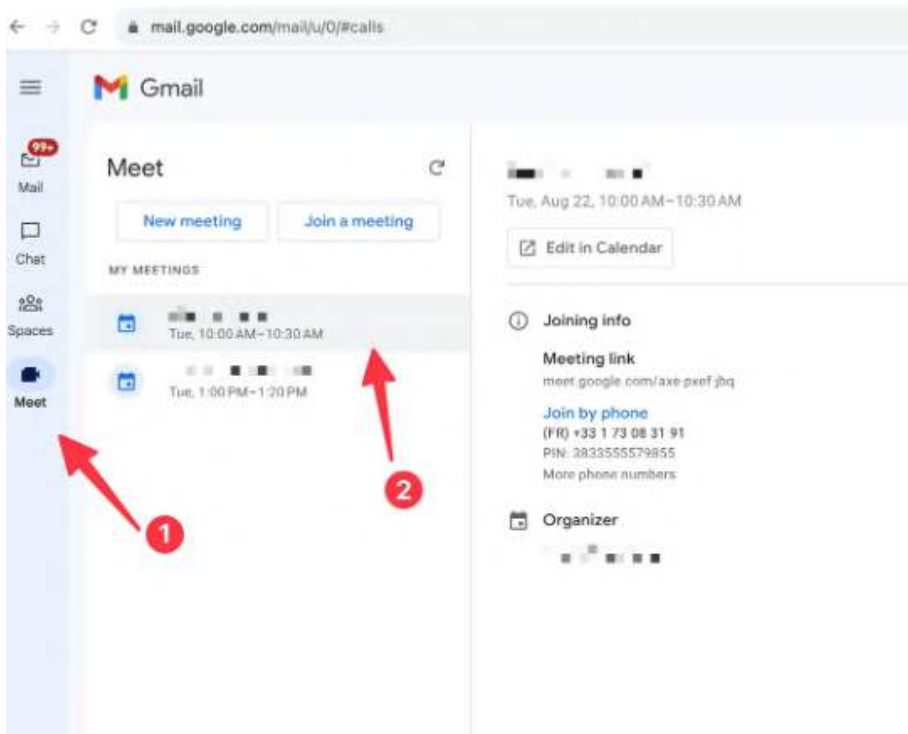 mail.google.com/mail/u/0/#calls
Gmail
99+
Mail
Chat
Spaces
Meet
Meet
New meeting
Join a meeting
MY MEETINGS
Tue, 10:00 AM–10:30 AM
Tue, 1:00 PM–1:20 PM
1
2
Tue, Aug 22, 10:00 AM–10:30 AM
Edit in Calendar
Joining info
Meeting link
meet.google.com/axe-pxof-jbq
Join by phone
(FR) +33 1 73 08 31 91
PIN: 3833555579855
More phone numbers
Organizer